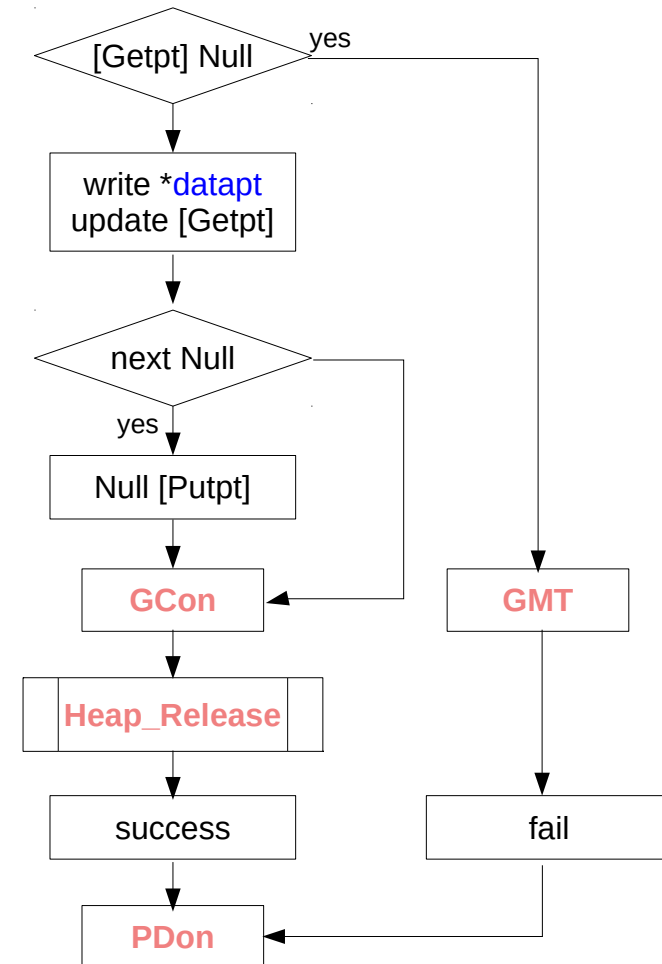 [Getpt] Null
yes
write *datapt
update [Getpt]
next Null
yes
Null [Putpt]
GCon
GMT
Heap_Release
success
fail
PDon